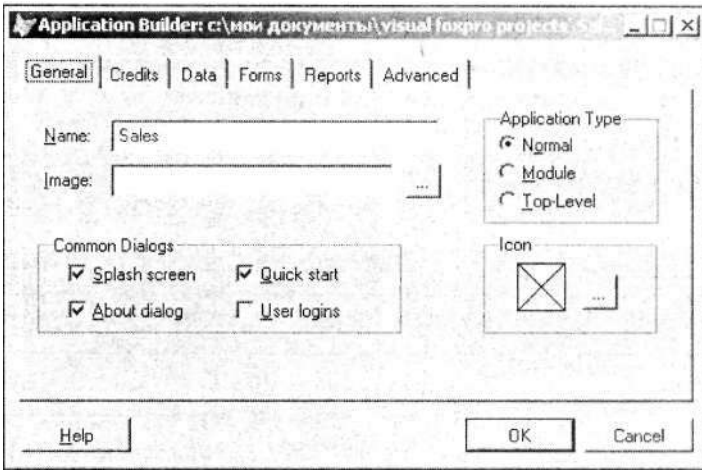 Application Builder: c:\мои документы\visual foxpro projects\
General Credits Data Forms Reports Advanced
Name: Sales
Image: ...
Application Type
Normal
Module
Top-Level
Common Dialogs
Splash screen Quick start
About dialog User logins
Icon
...
Help OK Cancel